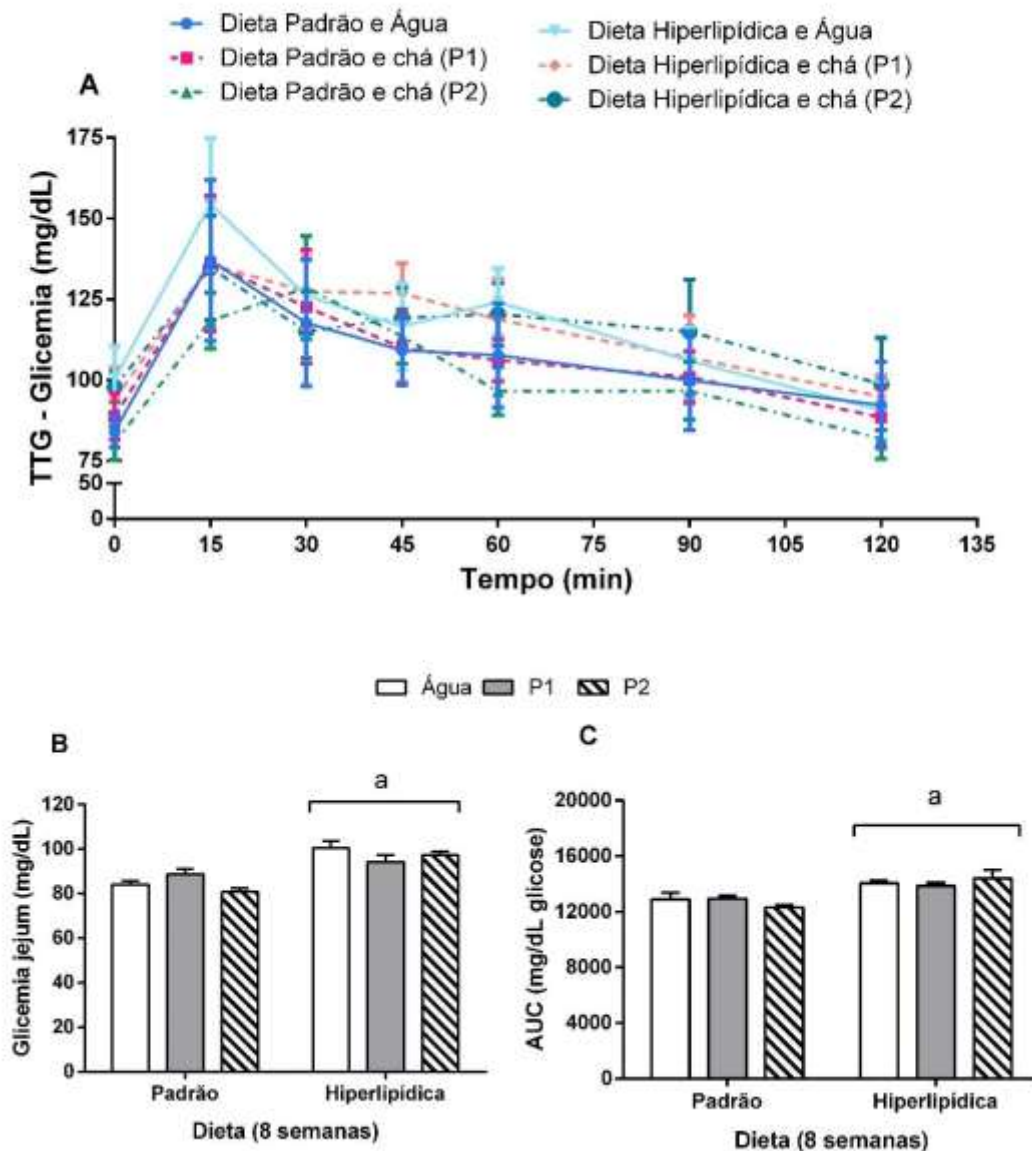 Dieta Padrão e Água
Dieta Padrão e chá (P1)
Dieta Padrão e chá (P2)
Dieta Hiperlipídica e Água
Dieta Hiperlipídica e chá (P1)
Dieta Hiperlipídica e chá (P2)
A
TTG - Glicemia (mg/dL)
175
150
125
100
75
50
0
0 15 30 45 60 75 90 105 120 135
Tempo (min)
Água P1 P2
B
a
Glicemia jejum (mg/dL)
120
100
80
60
40
20
0
Padrão Hiperlipídica
Dieta (8 semanas)
C
a
AUC (mg/dL glicose)
20000
16000
12000
8000
4000
0
Padrão Hiperlipídica
Dieta (8 semanas)